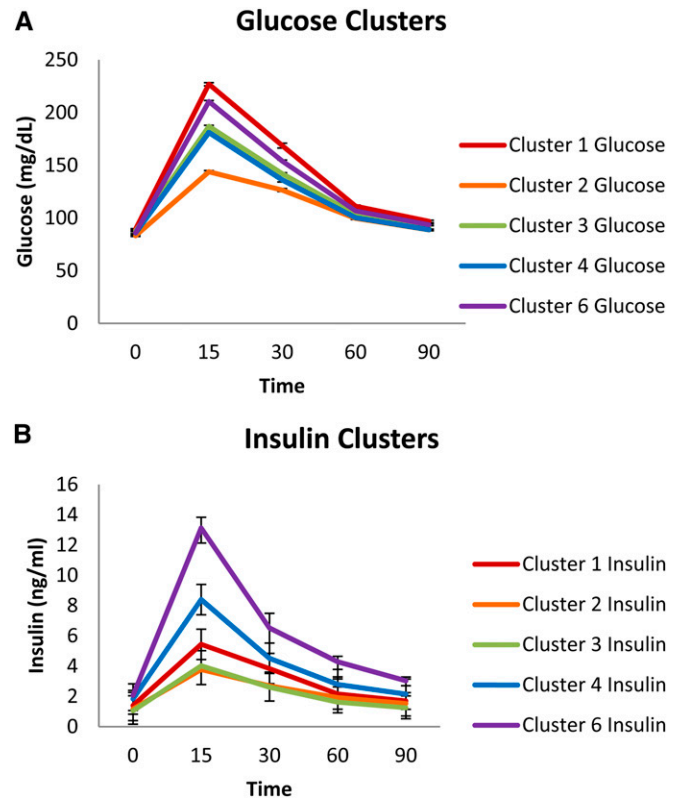 A
Glucose Clusters
250
200
150
100
50
0
Glucose (mg/dL)
0 15 30 60 90
Time
Cluster 1 Glucose
Cluster 2 Glucose
Cluster 3 Glucose
Cluster 4 Glucose
Cluster 6 Glucose
B
Insulin Clusters
16
14
12
10
8
6
4
2
0
Insulin (ng/ml)
0 15 30 60 90
Time
Cluster 1 Insulin
Cluster 2 Insulin
Cluster 3 Insulin
Cluster 4 Insulin
Cluster 6 Insulin